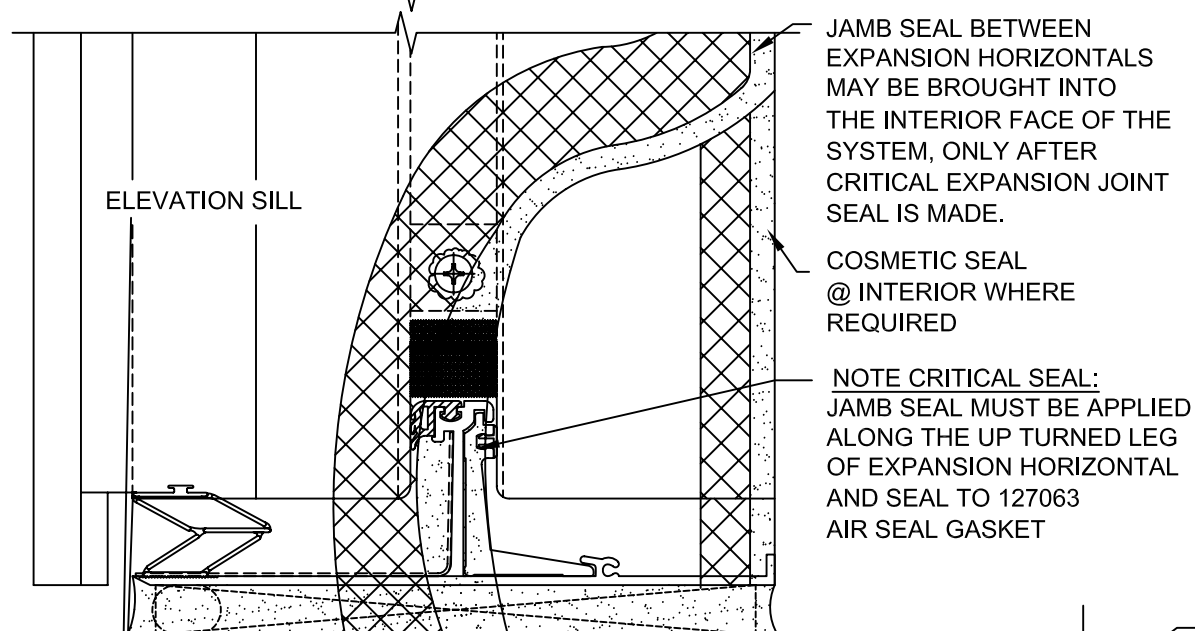 JAMB SEAL BETWEEN
EXPANSION HORIZONTALS
MAY BE BROUGHT INTO
THE INTERIOR FACE OF THE
SYSTEM, ONLY AFTER
CRITICAL EXPANSION JOINT
SEAL IS MADE.
ELEVATION SILL
COSMETIC SEAL
@ INTERIOR WHERE
REQUIRED
NOTE CRITICAL SEAL:
JAMB SEAL MUST BE APPLIED
ALONG THE UP TURNED LEG
OF EXPANSION HORIZONTAL
AND SEAL TO 127063
AIR SEAL GASKET